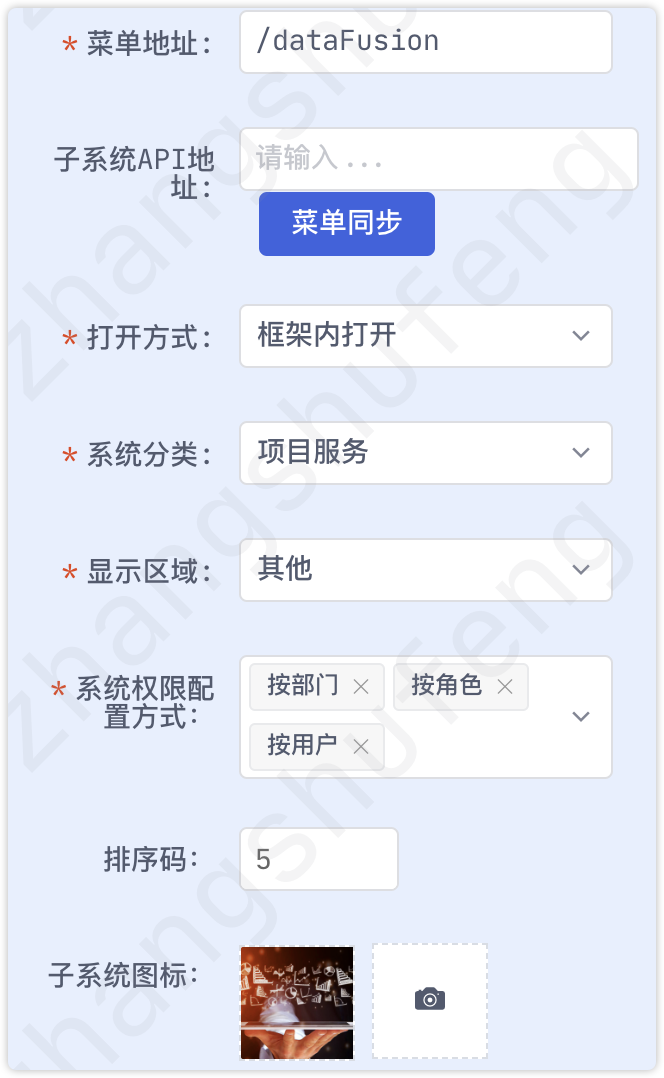 * 菜单地址：
/dataFusion
子系统API地
址：
请输入...
菜单同步
* 打开方式：
框架内打开
* 系统分类：
项目服务
* 显示区域：
其他
* 系统权限配
置方式：
按部门
按角色
按用户
排序码：
5
子系统图标：
zhangshufeng
zhangshufeng
zhangshufeng